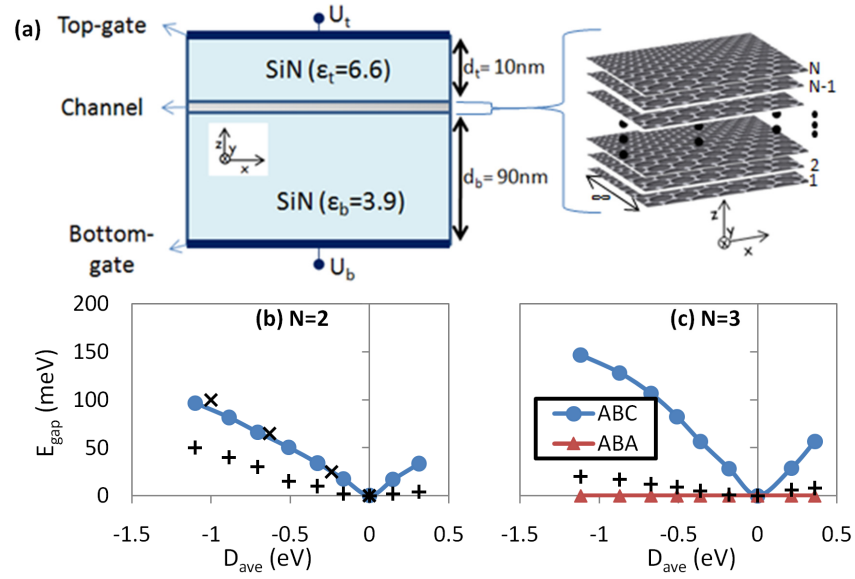 (a)
Top-gate
U_t
SiN (ε_t=6.6)
d_t= 10nm
Channel
z
y
x
SiN (ε_b=3.9)
d_b= 90nm
Bottom-
gate
U_b
N
N-1
2
1
∞
z
y
x
E_gap (meV)
200
150
100
50
0
(b) N=2
-1.5
-1
-0.5
0
0.5
D_ave (eV)
(c) N=3
ABC
ABA
-1.5
-1
-0.5
0
0.5
D_ave (eV)